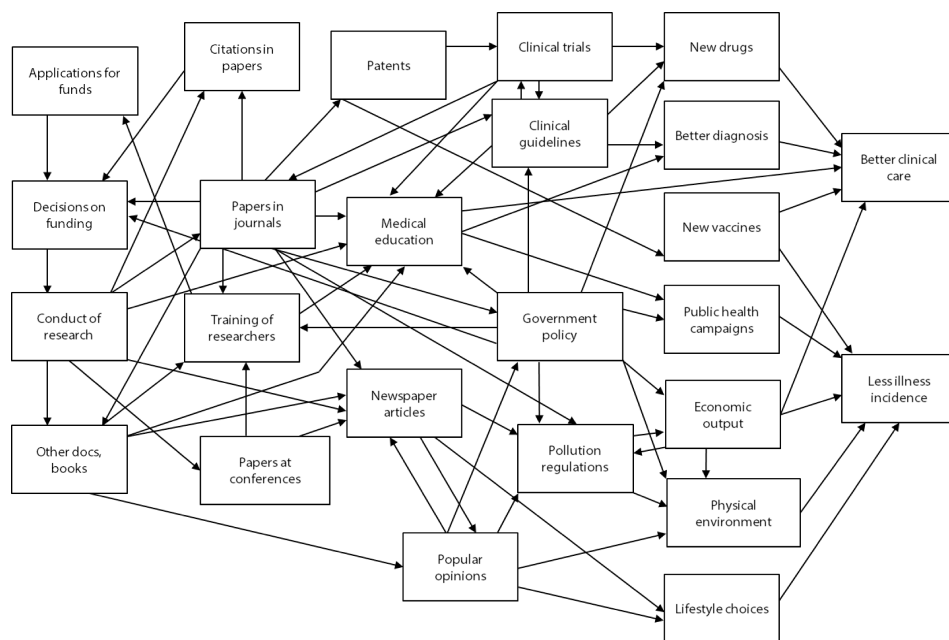 Applications for
funds
Citations in
papers
Patents
Clinical trials
New drugs
Clinical
guidelines
Better diagnosis
Better clinical
care
Decisions on
funding
Papers in
journals
Medical
education
New vaccines
Conduct of
research
Training of
researchers
Government
policy
Public health
campaigns
Less illness
incidence
Newspaper
articles
Economic
output
Other docs,
books
Papers at
conferences
Pollution
regulations
Physical
environment
Popular
opinions
Lifestyle choices